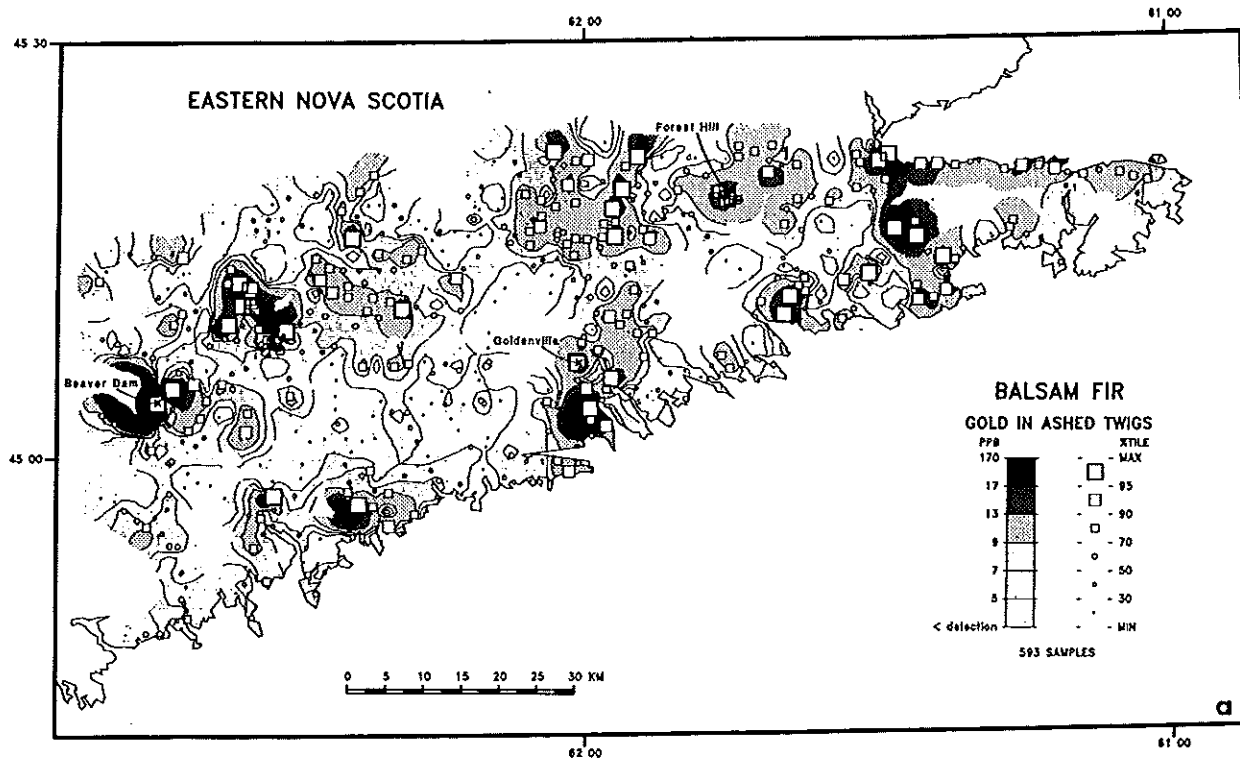 62 00
61 00
45 30
EASTERN NOVA SCOTIA
Forest Hill
Goldenville
Beaver Dam
45 00
BALSAM FIR
GOLD IN ASHED TWIGS
PPB %TILE
170 MAX
17 95
13 90
9 70
7 50
5 30
< detection MIN
593 SAMPLES
0 5 10 15 20 25 30 KM
a
62 00
61 00